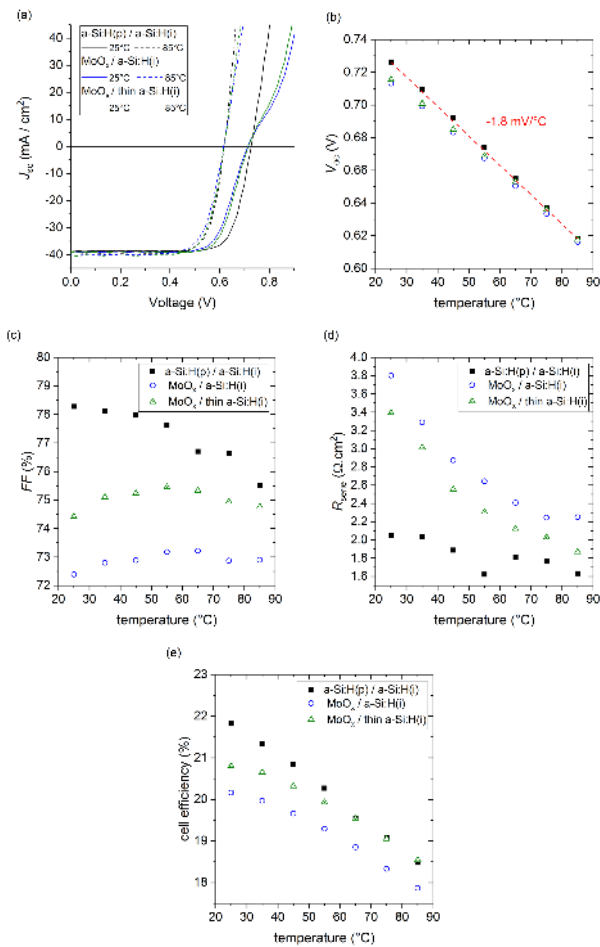 (a)
a-Si:H(p) / a-Si:H(i)
25°C 85°C
MoOx / a-Si:H(i)
25°C 85°C
MoOx / thin a-Si:H(i)
25°C 85°C
40
30
20
10
0
-10
-20
-30
-40
Jsc (mA / cm²)
0.0 0.2 0.4 0.6 0.8
Voltage (V)
(b)
0.74
0.72
0.70
0.68
0.66
0.64
0.62
0.60
-1.8 mV/°C
20 30 40 50 60 70 80 90
temperature (°C)
(c)
80
79
78
77
76
75
74
73
72
FF (%)
a-Si:H(p) / a-Si:H(i)
MoOx / a-Si:H(i)
MoOx / thin a-Si:H(i)
20 30 40 50 60 70 80 90
temperature (°C)
(d)
4.0
3.8
3.6
3.4
3.2
3.0
2.8
2.6
2.4
2.2
2.0
1.8
1.6
Rserie (Ω.cm²)
a-Si:H(p) / a-Si:H(i)
MoOx / a-Si:H(i)
MoOx / thin a-Si:H(i)
20 30 40 50 60 70 80 90
temperature (°C)
(e)
23
22
21
20
19
18
cell efficiency (%)
a-Si:H(p) / a-Si:H(i)
MoOx / a-Si:H(i)
MoOx / thin a-Si:H(i)
20 30 40 50 60 70 80 90
temperature (°C)